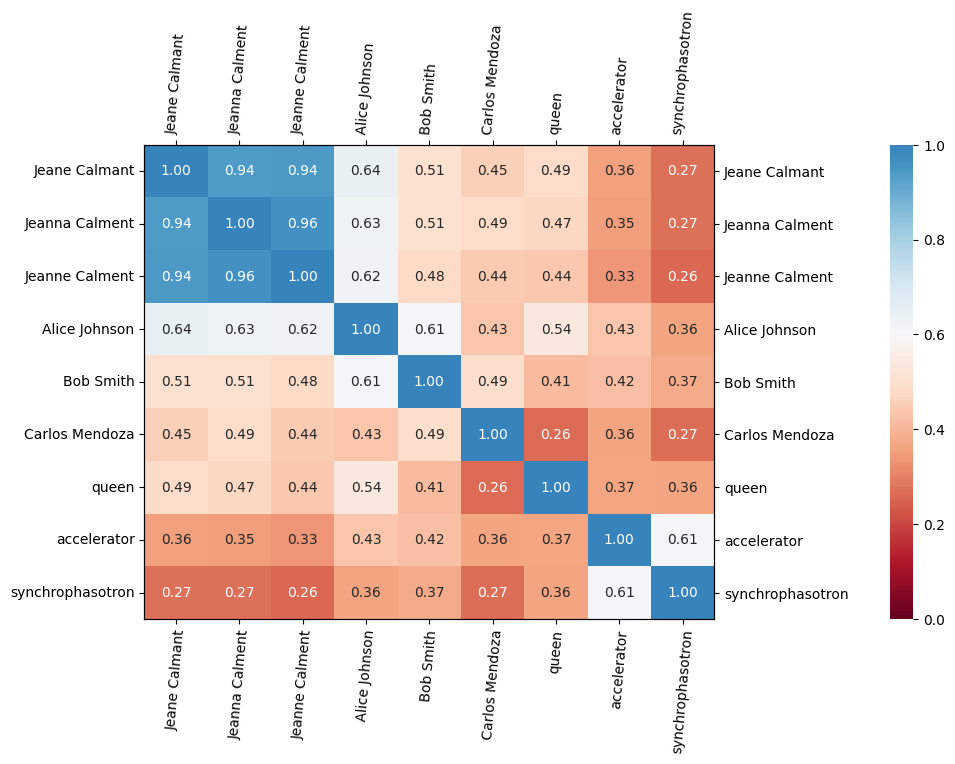 Jeane Calmant Jeanna Calment Jeanne Calment Alice Johnson Bob Smith Carlos Mendoza queen accelerator synchrophasotron
Jeane Calmant 1.00 0.94 0.94 0.64 0.51 0.45 0.49 0.36 0.27 Jeane Calmant
Jeanna Calment 0.94 1.00 0.96 0.63 0.51 0.49 0.47 0.35 0.27 Jeanna Calment
Jeanne Calment 0.94 0.96 1.00 0.62 0.48 0.44 0.44 0.33 0.26 Jeanne Calment
Alice Johnson 0.64 0.63 0.62 1.00 0.61 0.43 0.54 0.43 0.36 Alice Johnson
Bob Smith 0.51 0.51 0.48 0.61 1.00 0.49 0.41 0.42 0.37 Bob Smith
Carlos Mendoza 0.45 0.49 0.44 0.43 0.49 1.00 0.26 0.36 0.27 Carlos Mendoza
queen 0.49 0.47 0.44 0.54 0.41 0.26 1.00 0.37 0.36 queen
accelerator 0.36 0.35 0.33 0.43 0.42 0.36 0.37 1.00 0.61 accelerator
synchrophasotron 0.27 0.27 0.26 0.36 0.37 0.27 0.36 0.61 1.00 synchrophasotron
Jeane Calmant Jeanna Calment Jeanne Calment Alice Johnson Bob Smith Carlos Mendoza queen accelerator synchrophasotron
1.0
0.8
0.6
0.4
0.2
0.0